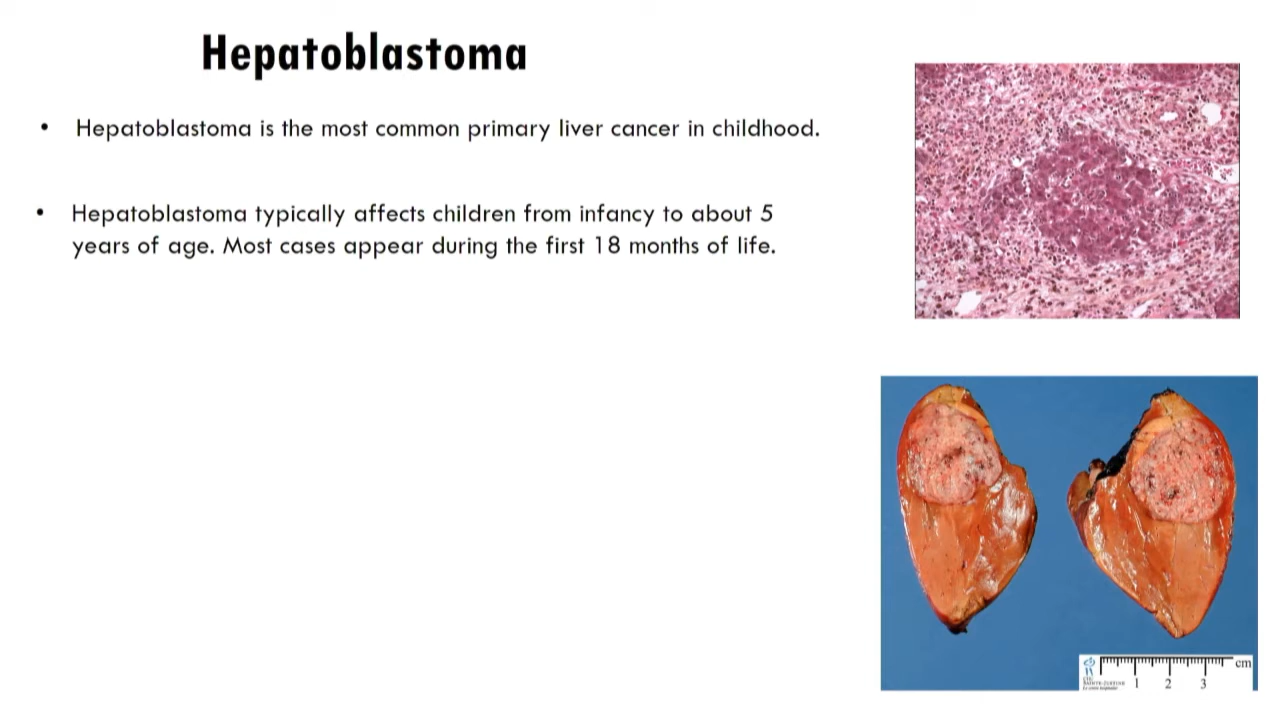 Hepatoblastoma
• Hepatoblastoma is the most common primary liver cancer in childhood.
• Hepatoblastoma typically affects children from infancy to about 5
years of age. Most cases appear during the first 18 months of life.
cm
1 2 3